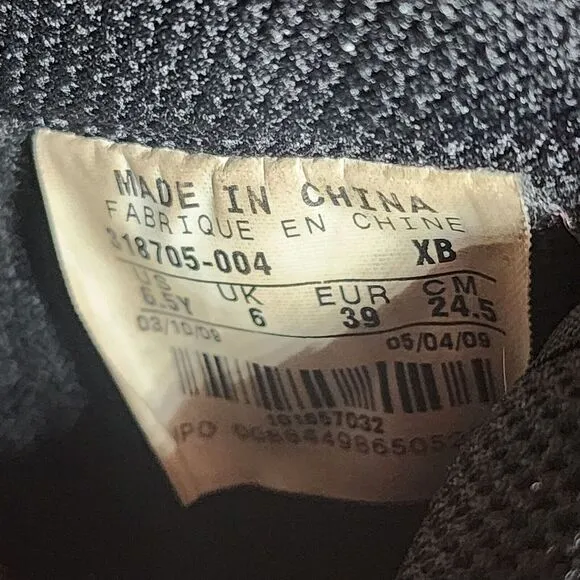 MADE IN CHINA
FABRIQUE EN CHINE
318705-004 XB
US UK EUR CM
6.5Y 6 39 24.5
03/10/09 05/04/09